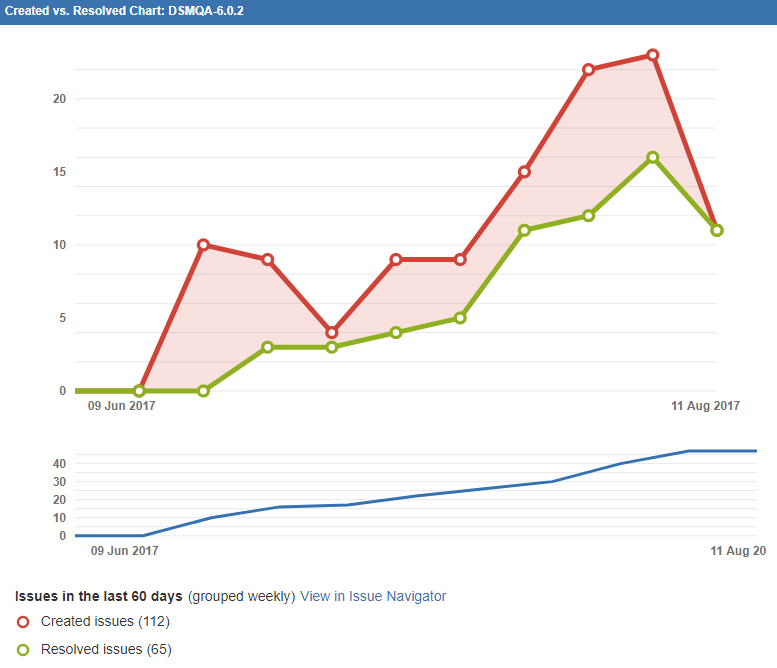 Created vs. Resolved Chart: DSMQA-6.0.2
20
15
10
5
0
09 Jun 2017 11 Aug 2017
40
30
20
10
0
09 Jun 2017 11 Aug 20
Issues in the last 60 days (grouped weekly) View in Issue Navigator
Created issues (112)
Resolved issues (65)